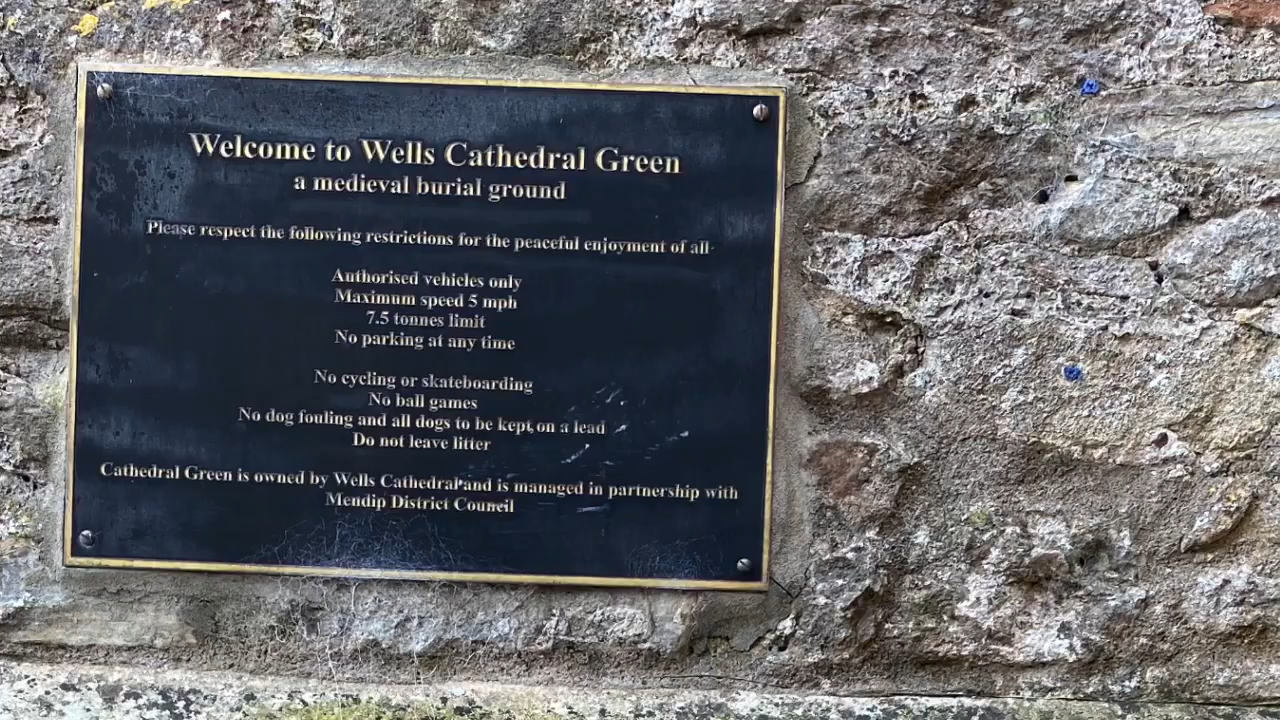 Welcome to Wells Cathedral Green
a medieval burial ground
Please respect the following restrictions for the peaceful enjoyment of all
Authorised vehicles only
Maximum speed 5 mph
7.5 tonnes limit
No parking at any time
No cycling or skateboarding
No ball games
No dog fouling and all dogs to be kept on a lead
Do not leave litter
Cathedral Green is owned by Wells Cathedral and is managed in partnership with
Mendip District Council